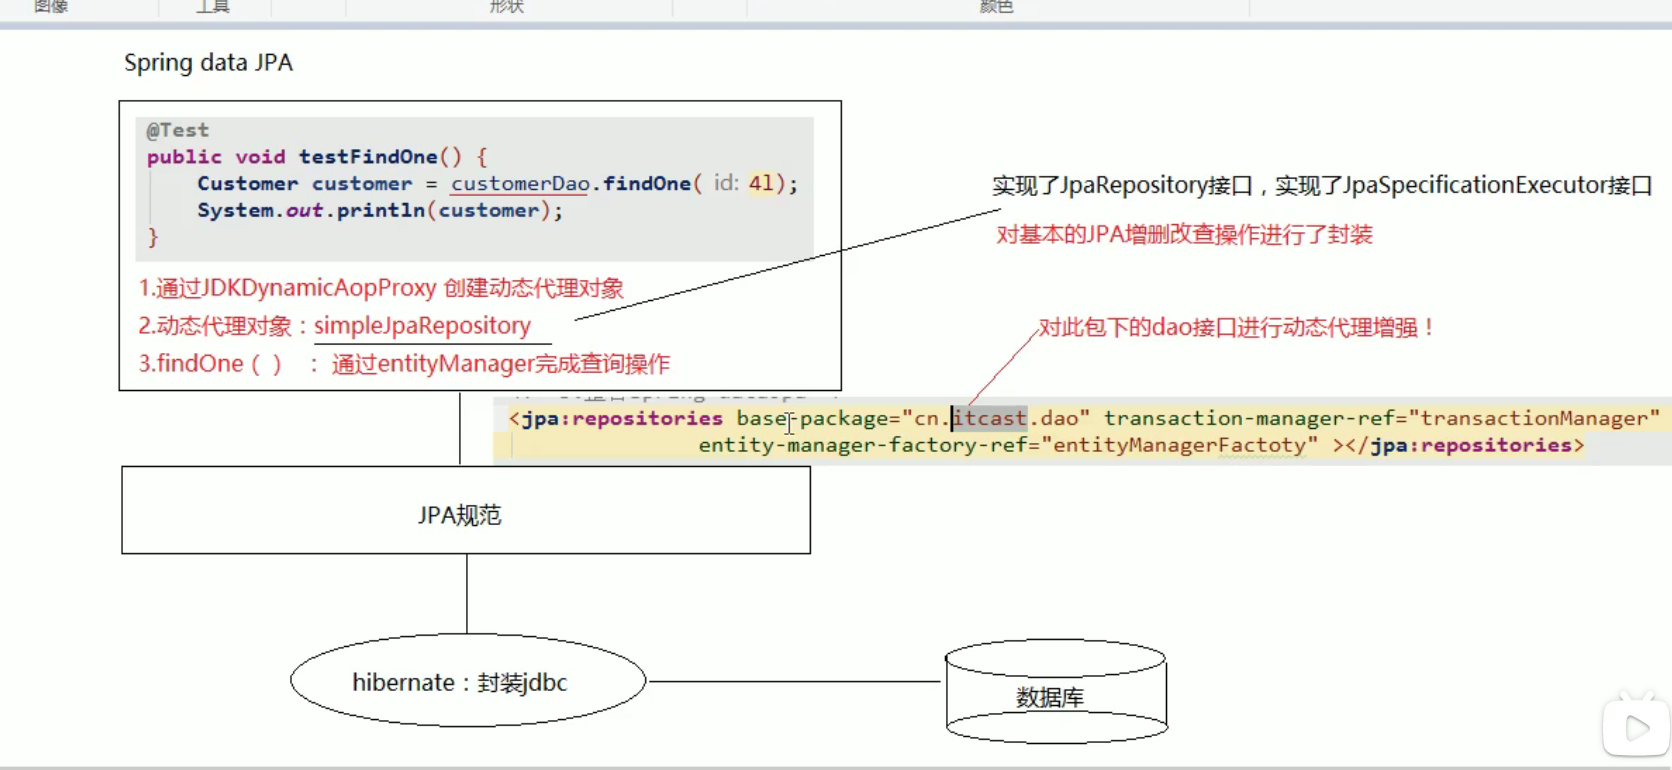 图像 工具 形状 颜色
Spring data JPA
@Test
public void testFindOne() {
Customer customer = customerDao.findOne( id: 4l);
System.out.println(customer);
}
1.通过JDKDynamicAopProxy 创建动态代理对象
2.动态代理对象：simpleJpaRepository
3.findOne（ ） ： 通过entityManager完成查询操作
实现了JpaRepository接口，实现了JpaSpecificationExecutor接口
对基本的JPA增删改查操作进行了封装
对此包下的dao接口进行动态代理增强！
<jpa:repositories base-package="cn.itcast.dao" transaction-manager-ref="transactionManager"
entity-manager-factory-ref="entityManagerFactoty" ></jpa:repositories>
JPA规范
hibernate：封装jdbc
数据库